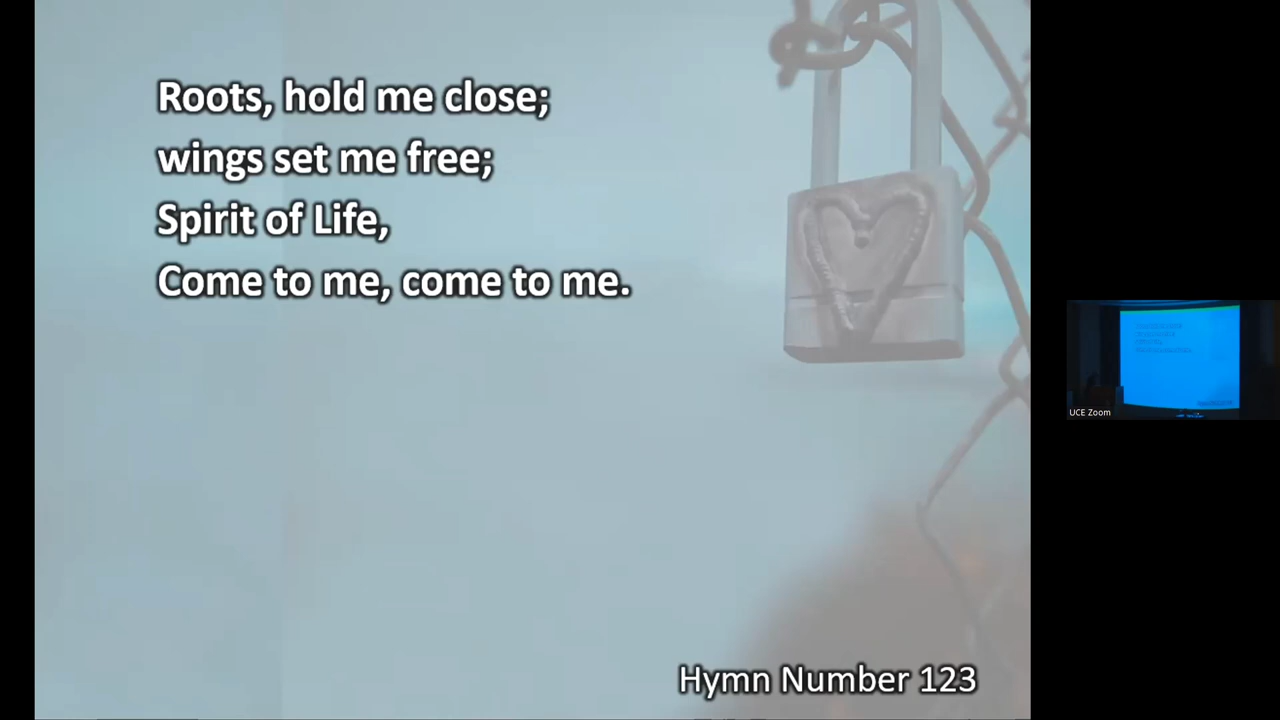 Roots, hold me close;
wings set me free;
Spirit of Life,
Come to me, come to me.
Hymn Number 123
UCE Zoom